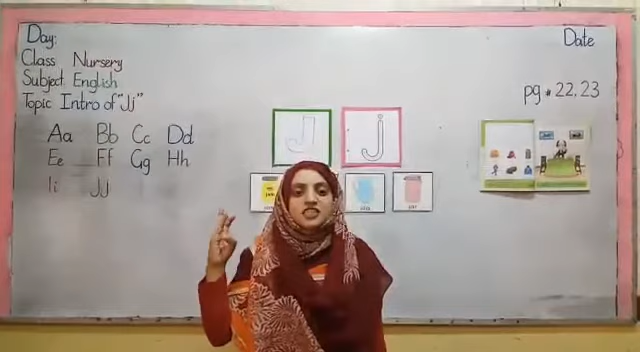 Day:
Class Nursery
Subject English
Topic Intro of "Jj"
Date
pg # 22, 23
Aa Bb Cc Dd
Ee Ff Gg Hh
Ii Jj
J j